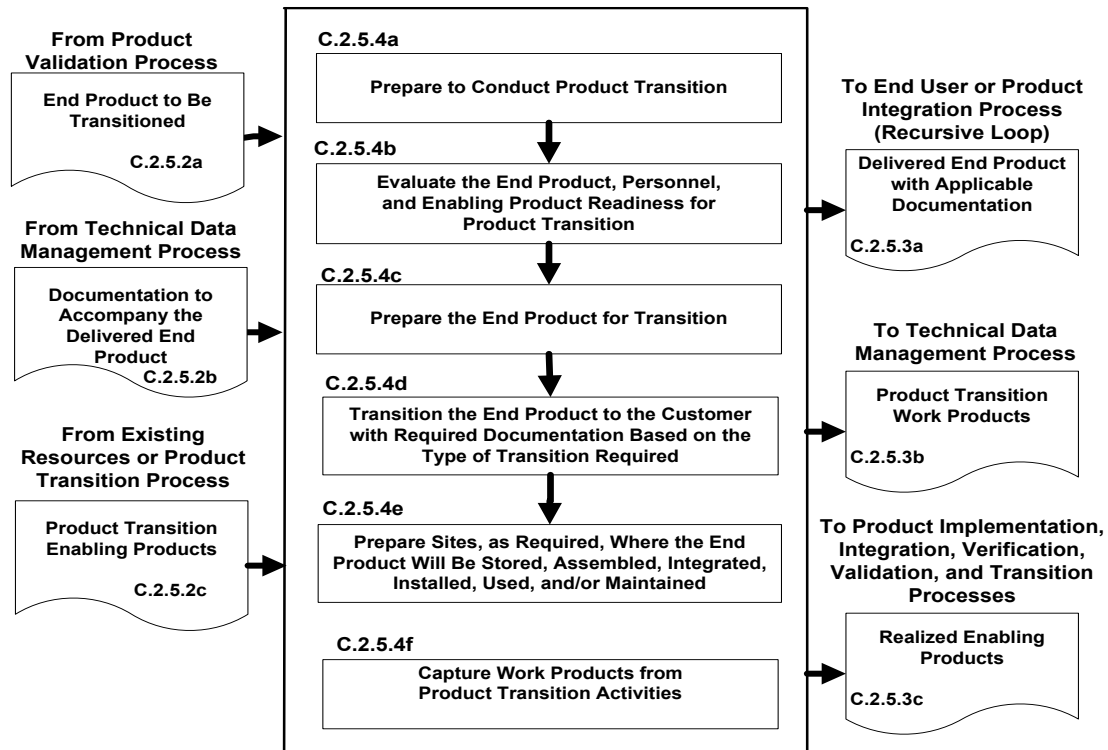 From Product
Validation Process
End Product to Be
Transitioned
C.2.5.2a
From Technical Data
Management Process
Documentation to
Accompany the
Delivered End
Product
C.2.5.2b
From Existing
Resources or Product
Transition Process
Product Transition
Enabling Products
C.2.5.2c
C.2.5.4a
Prepare to Conduct Product Transition
C.2.5.4b
Evaluate the End Product, Personnel,
and Enabling Product Readiness for
Product Transition
C.2.5.4c
Prepare the End Product for Transition
C.2.5.4d
Transition the End Product to the Customer
with Required Documentation Based on the
Type of Transition Required
C.2.5.4e
Prepare Sites, as Required, Where the End
Product Will Be Stored, Assembled, Integrated,
Installed, Used, and/or Maintained
C.2.5.4f
Capture Work Products from
Product Transition Activities
To End User or Product
Integration Process
(Recursive Loop)
Delivered End Product
with Applicable
Documentation
C.2.5.3a
To Technical Data
Management Process
Product Transition
Work Products
C.2.5.3b
To Product Implementation,
Integration, Verification,
Validation, and Transition
Processes
Realized Enabling
Products
C.2.5.3c